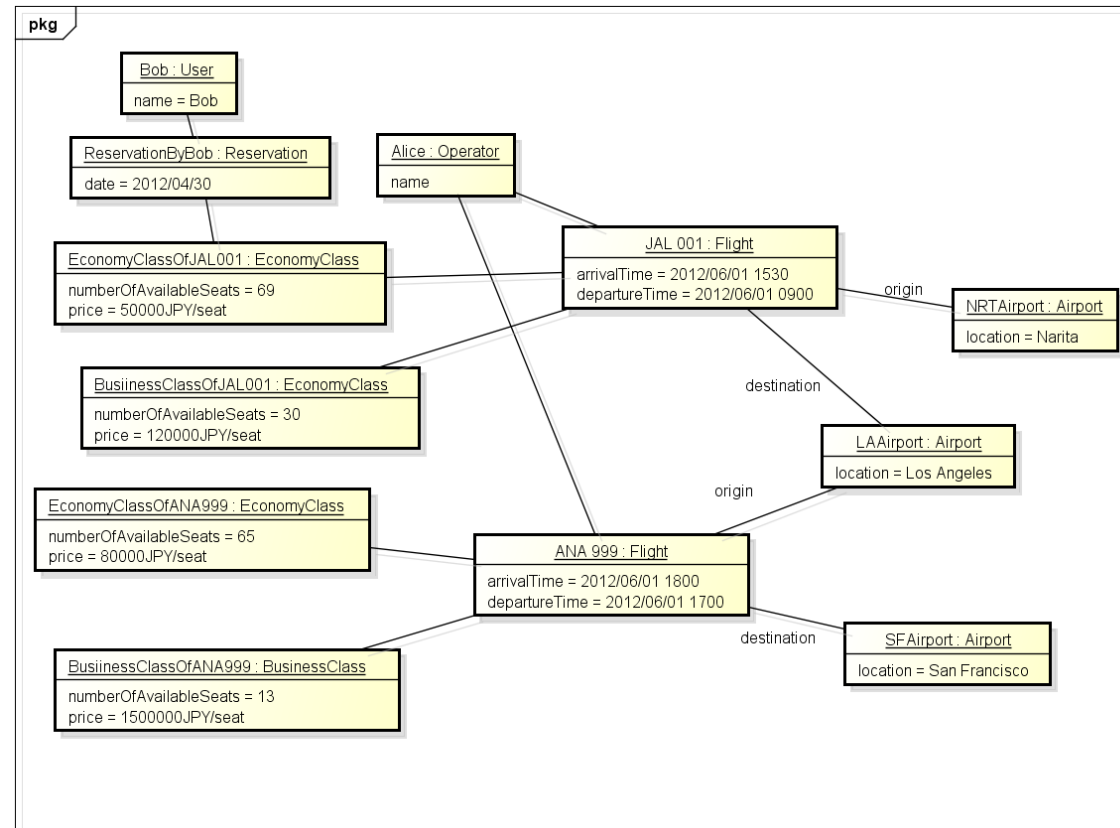 pkg
Bob : User
name = Bob
ReservationByBob : Reservation
date = 2012/04/30
Alice : Operator
name
EconomyClassOfJAL001 : EconomyClass
numberOfAvailableSeats = 69
price = 50000JPY/seat
JAL 001 : Flight
arrivalTime = 2012/06/01 1530
departureTime = 2012/06/01 0900
origin
NRTAirport : Airport
location = Narita
BusiinessClassOfJAL001 : EconomyClass
numberOfAvailableSeats = 30
price = 120000JPY/seat
destination
LAAirport : Airport
location = Los Angeles
origin
EconomyClassOfANA999 : EconomyClass
numberOfAvailableSeats = 65
price = 80000JPY/seat
ANA 999 : Flight
arrivalTime = 2012/06/01 1800
departureTime = 2012/06/01 1700
destination
SFAirport : Airport
location = San Francisco
BusiinessClassOfANA999 : BusinessClass
numberOfAvailableSeats = 13
price = 1500000JPY/seat